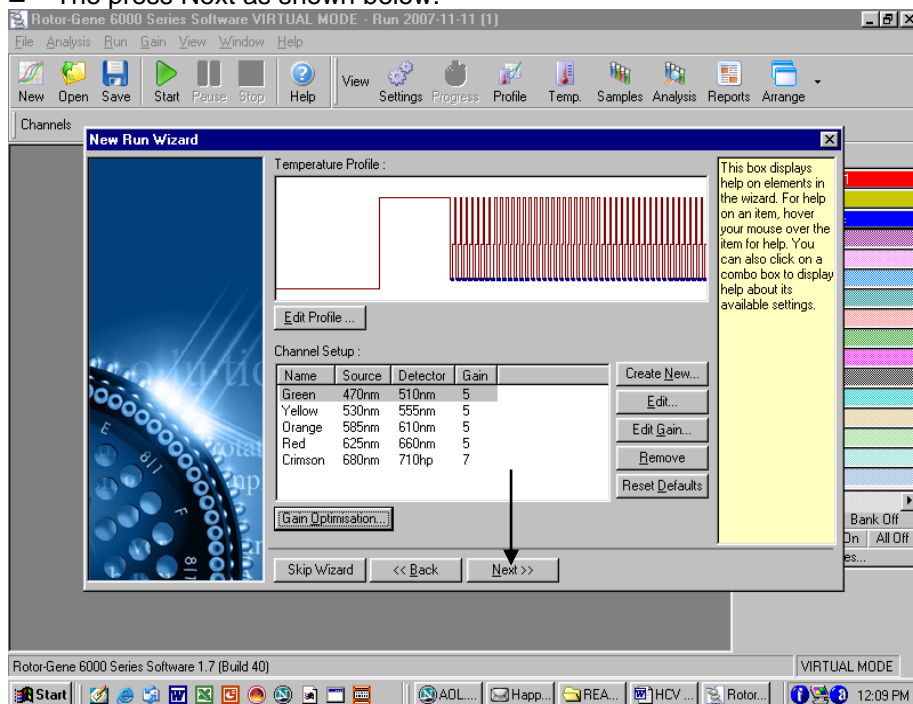 The press Next as shown below.
Rotor-Gene 6000 Series Software VIRTUAL MODE - Run 2007-11-11 (1)
File Analysis Run Gain View Window Help
New Open Save Start Pause Stop Help View Settings Progress Profile Temp. Samples Analysis Reports Arrange
Channels
New Run Wizard
Temperature Profile :
Edit Profile ...
Channel Setup :
Name Source Detector Gain
Green 470nm 510nm 5
Yellow 530nm 555nm 5
Orange 585nm 610nm 5
Red 625nm 660nm 5
Crimson 680nm 710hp 7
Create New...
Edit...
Edit Gain...
Remove
Reset Defaults
Gain Optimisation...
Skip Wizard << Back Next >>
This box displays
help on elements in
the wizard. For help
on an item, hover
your mouse over the
item for help. You
can also click on a
combo box to display
help about its
available settings.
Bank Off
On All Off
es...
Rotor-Gene 6000 Series Software 1.7 (Build 40) VIRTUAL MODE
Start AOL... Happ... REA... HCV ... Rotor... 12:09 PM